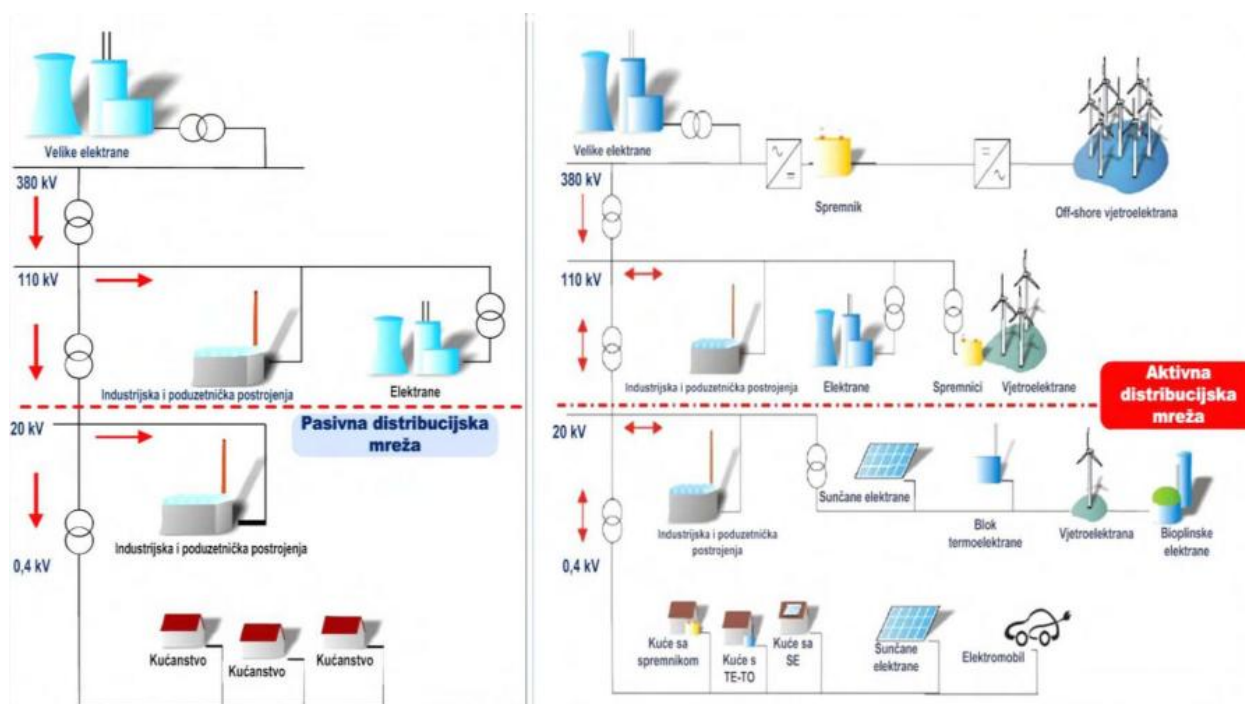 Velike elektrane
380 kV
110 kV
Industrijska i poduzetnička postrojenja
Elektrane
Pasivna distribucijska
mreža
20 kV
Industrijska i poduzetnička postrojenja
0,4 kV
Kućanstvo
Kućanstvo
Kućanstvo
Velike elektrane
380 kV
Spremnik
Off-shore vjetroelektrana
110 kV
Industrijska i poduzetnička postrojenja
Elektrane
Spremnici
Vjetroelektrane
Aktivna
distribucijska
mreža
20 kV
Sunčane elektrane
Industrijska i poduzetnička
postrojenja
Blok
termoelektrane
Vjetroelektrana
Bioplinske
elektrane
0,4 kV
Kuće sa
spremnikom
Kuće s
TE-TO
Kuće sa
SE
Sunčane
elektrane
Elektromobil